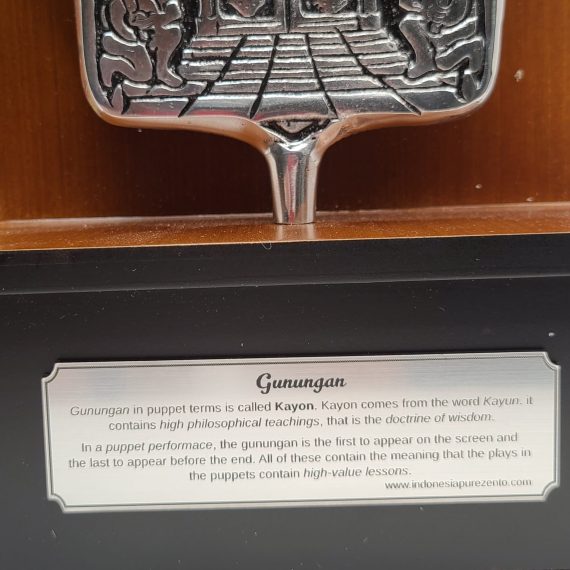 Gunungan
Gunungan in puppet terms is called Kayon. Kayon comes from the word Kayun. it
contains high philosophical teachings, that is the doctrine of wisdom.
In a puppet performace, the gunungan is the first to appear on the screen and
the last to appear before the end. All of these contain the meaning that the plays in
the puppets contain high-value lessons.
www.indonesiapurezento.com